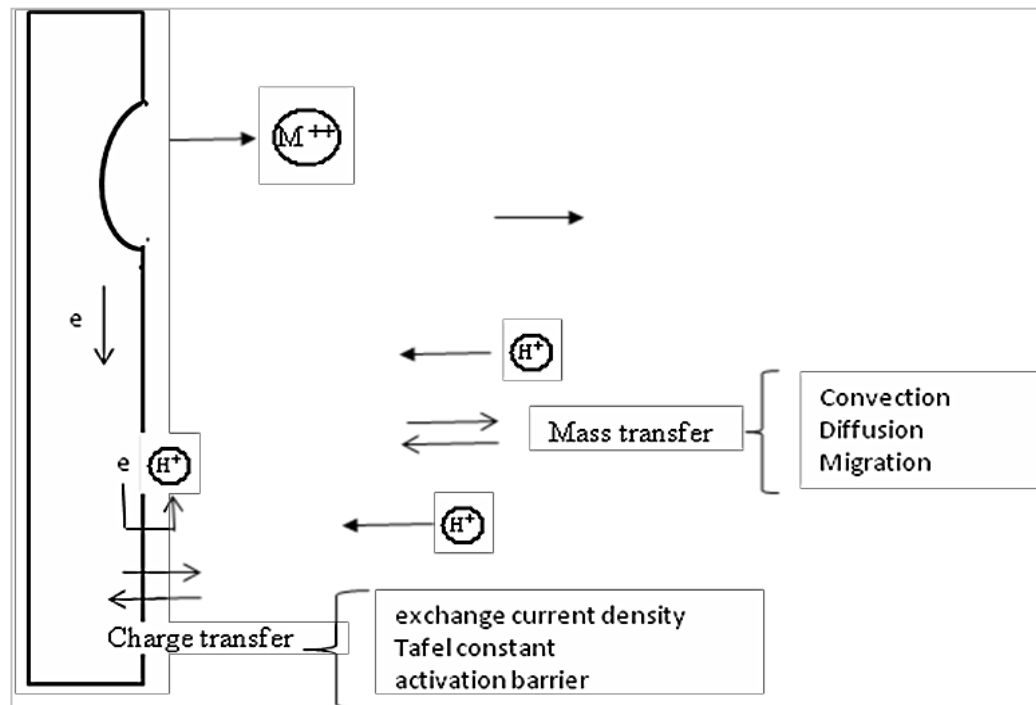 M++
e
H+
Convection
Diffusion
Migration
Mass transfer
e H+
H+
exchange current density
Tafel constant
activation barrier
Charge transfer